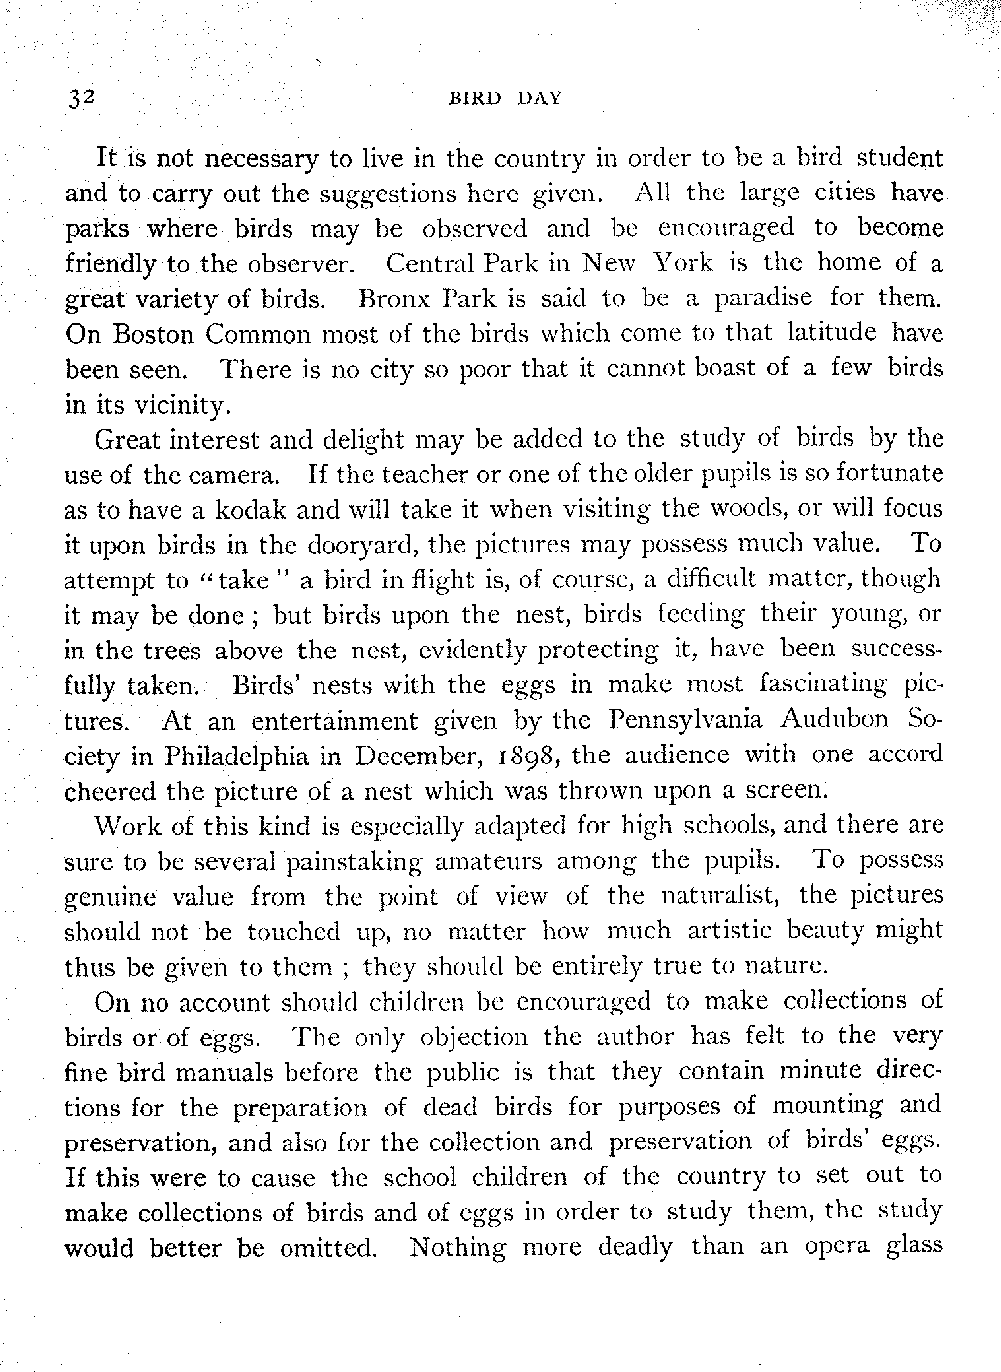 32 BIRD DAY
It is not necessary to live in the country in order to be a bird student
and to carry out the suggestions here given. All the large cities have
parks where birds may be observed and be encouraged to become
friendly to the observer. Central Park in New York is the home of a
great variety of birds. Bronx Park is said to be a paradise for them.
On Boston Common most of the birds which come to that latitude have
been seen. There is no city so poor that it cannot boast of a few birds
in its vicinity.
Great interest and delight may be added to the study of birds by the
use of the camera. If the teacher or one of the older pupils is so fortunate
as to have a kodak and will take it when visiting the woods, or will focus
it upon birds in the dooryard, the pictures may possess much value. To
attempt to "take" a bird in flight is, of course, a difficult matter, though
it may be done ; but birds upon the nest, birds feeding their young, or
in the trees above the nest, evidently protecting it, have been success-
fully taken. Birds' nests with the eggs in make most fascinating pic-
tures. At an entertainment given by the Pennsylvania Audubon So-
ciety in Philadelphia in December, 1898, the audience with one accord
cheered the picture of a nest which was thrown upon a screen.
Work of this kind is especially adapted for high schools, and there are
sure to be several painstaking amateurs among the pupils. To possess
genuine value from the point of view of the naturalist, the pictures
should not be touched up, no matter how much artistic beauty might
thus be given to them ; they should be entirely true to nature.
On no account should children be encouraged to make collections of
birds or of eggs. The only objection the author has felt to the very
fine bird manuals before the public is that they contain minute direc-
tions for the preparation of dead birds for purposes of mounting and
preservation, and also for the collection and preservation of birds' eggs.
If this were to cause the school children of the country to set out to
make collections of birds and of eggs in order to study them, the study
would better be omitted. Nothing more deadly than an opera glass